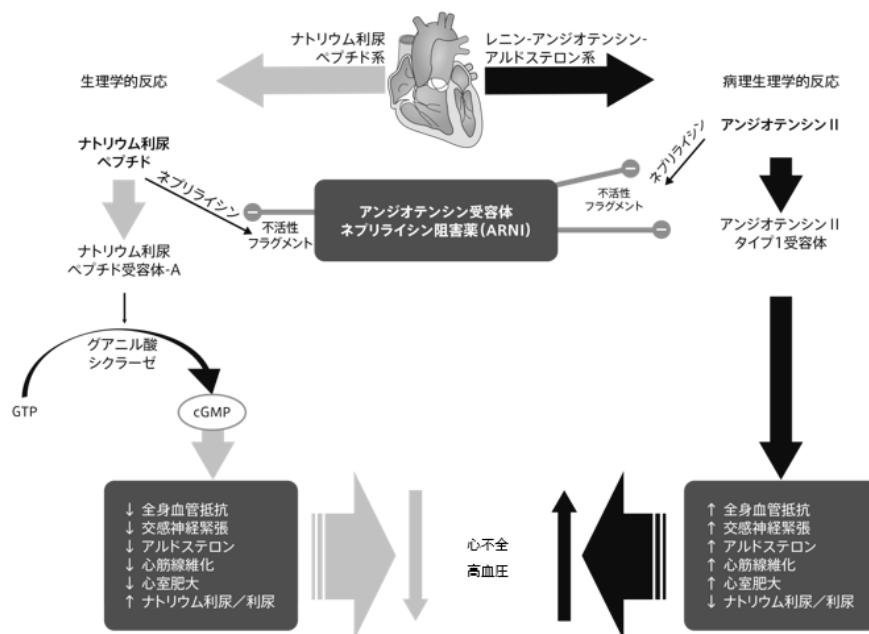 ナトリウム利尿
ペプチド系
レニン-アンジオテンシン-
アルドステロン系
生理学的反応
病理生理学的反応
ナトリウム利尿
ペプチド
ネプリライシン
不活性
フラグメント
アンジオテンシン受容体
ネプリライシン阻害薬(ARNI)
不活性
フラグメント
ネプリライシン
アンジオテンシンⅡ
アンジオテンシンⅡ
タイプ1受容体
ナトリウム利尿
ペプチド受容体-A
グアニル酸
シクラーゼ
GTP
cGMP
↓ 全身血管抵抗
↓ 交感神経緊張
↓ アルドステロン
↓ 心筋線維化
↓ 心室肥大
↑ ナトリウム利尿/利尿
心不全
高血圧
↑ 全身血管抵抗
↑ 交感神経緊張
↑ アルドステロン
↑ 心筋線維化
↑ 心室肥大
↓ ナトリウム利尿/利尿